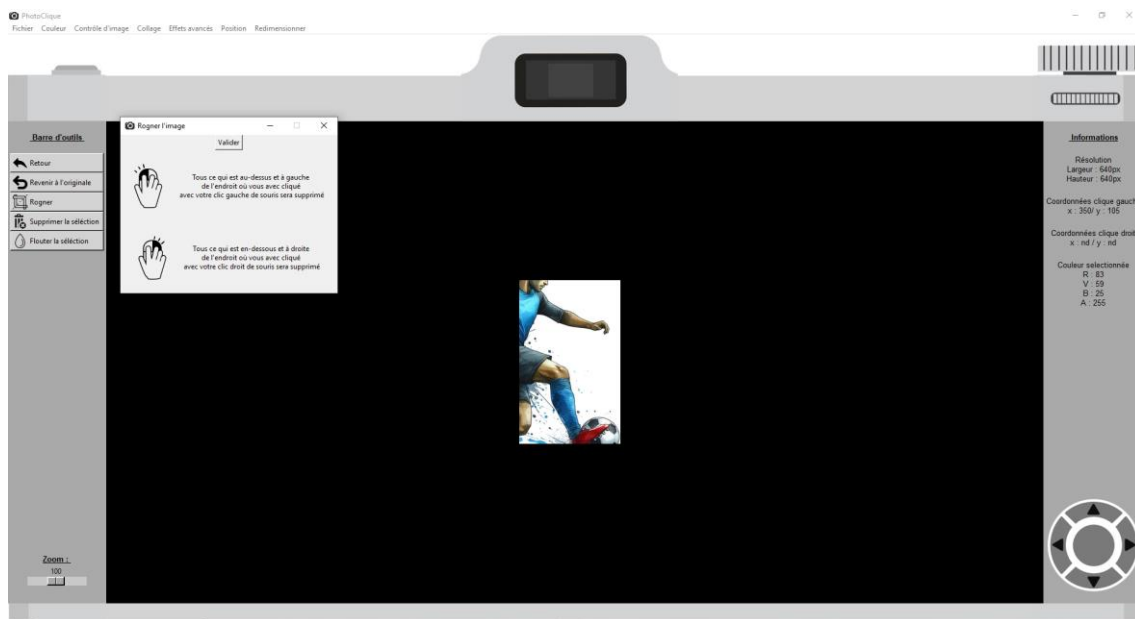 PhotoClique
Fichier Couleur Contrôle d'image Collage Effets avancés Position Redimensionner
Barre d'outils
Retour
Revenir à l'originale
Rogner
Supprimer la séléction
Flouter la séléction
Zoom :
100
Rogner l'image
Valider
Tous ce qui est au-dessus et à gauche
de l'endroit où vous avez cliqué
avec votre clic gauche de souris sera supprimé
Tous ce qui est en-dessous et à droite
de l'endroit où vous avez cliqué
avec votre clic droit de souris sera supprimé
Informations
Résolution
Largeur : 640px
Hauteur : 640px
Coordonnées clique gauch
x : 350/ y : 105
Coordonnées clique droit
x : nd / y : nd
Couleur selectionnée
R : 83
V : 59
B : 25
A : 255